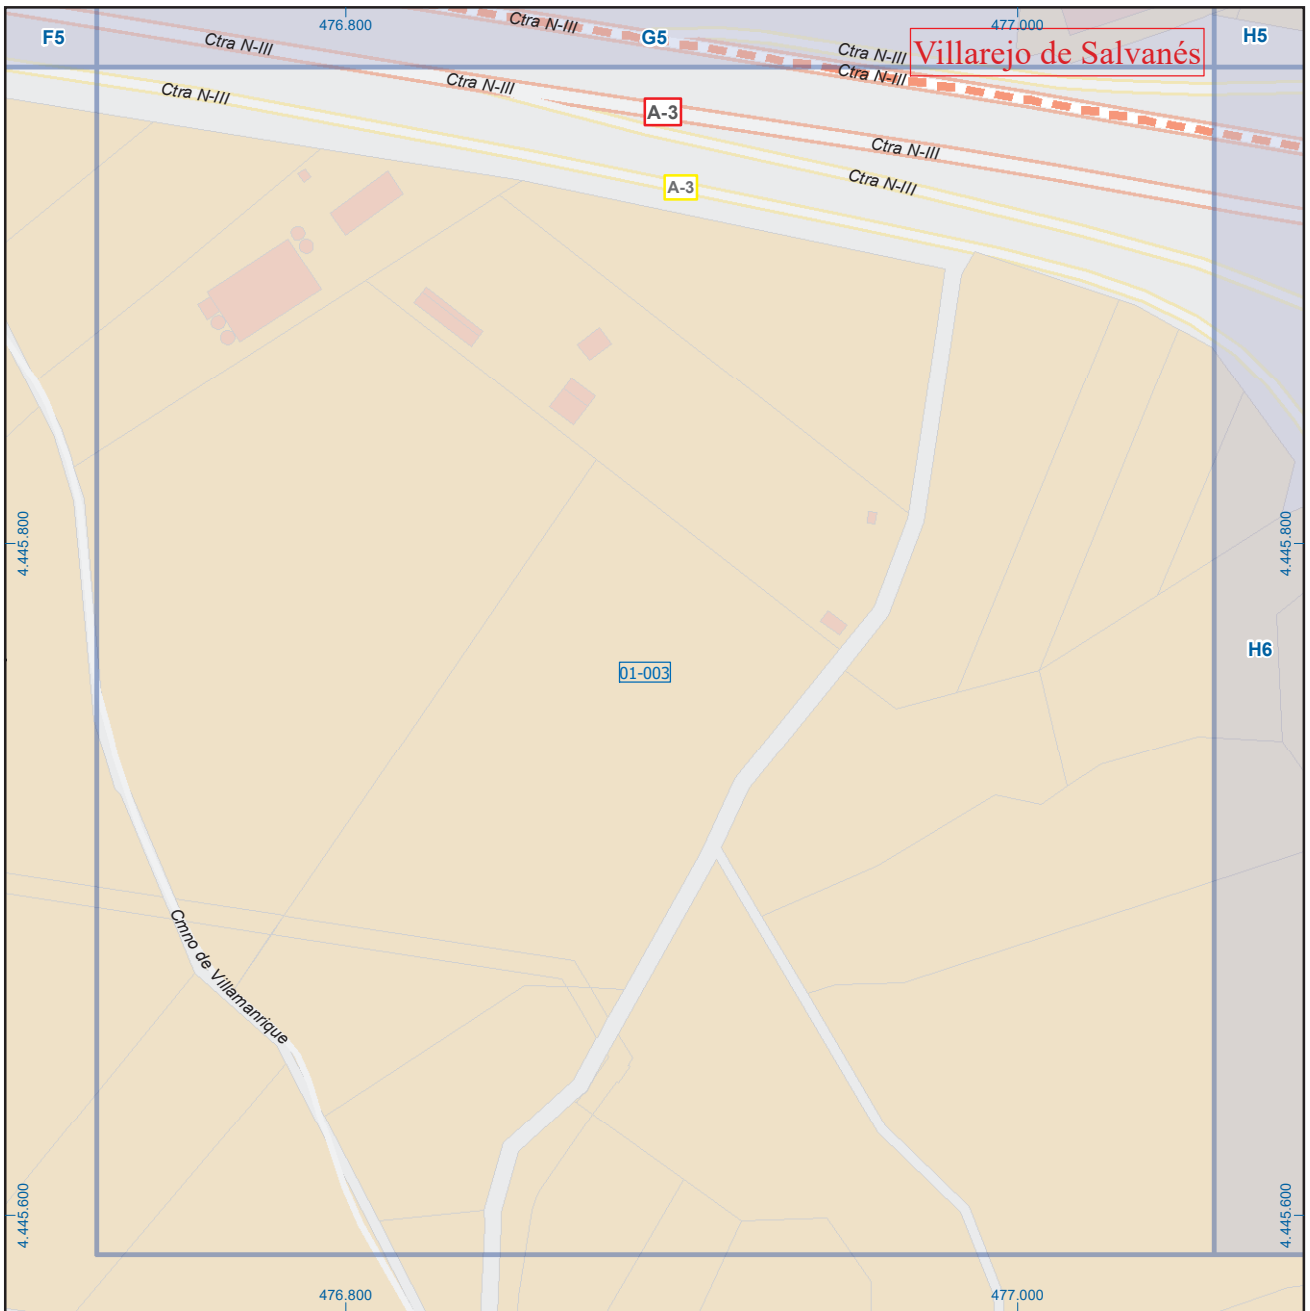 476.800
477.000
F5
G5
H5
Ctra N-III
Ctra N-III
Ctra N-III
Villarejo de Salvanés
Ctra N-III
Ctra N-III
Ctra N-III
A-3
Ctra N-III
Ctra N-III
A-3
4.445.800
4.445.800
H6
01-003
Cmno de Villamanrique
4.445.600
4.445.600
476.800
477.000